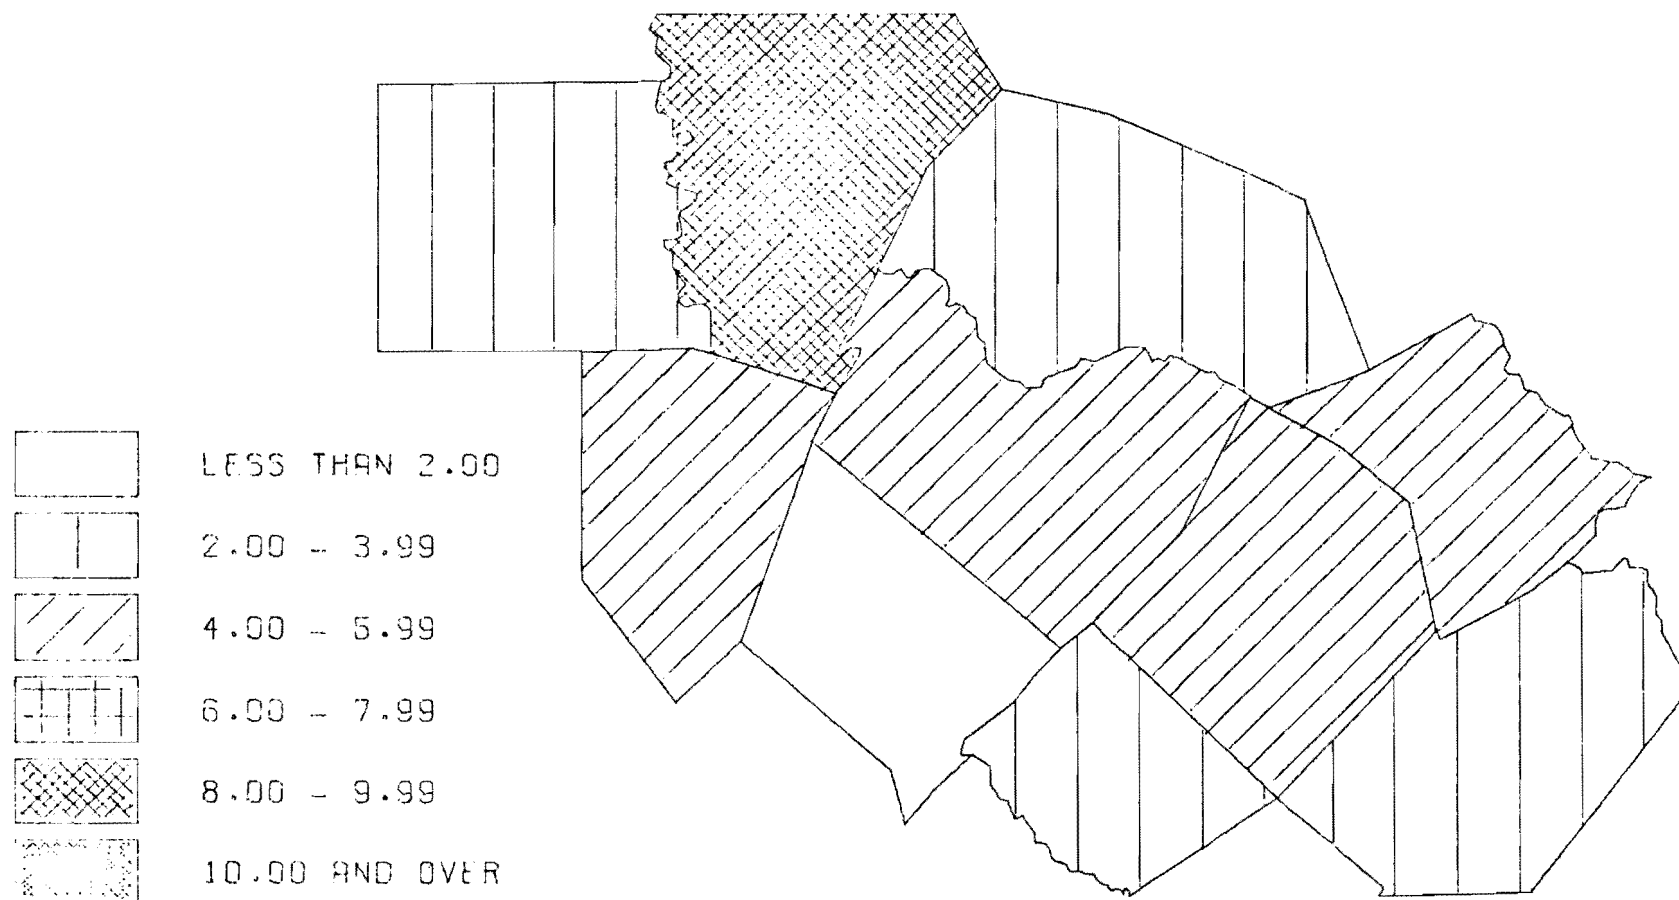 LESS THAN 2.00
2.00 - 3.99
4.00 - 5.99
6.00 - 7.99
8.00 - 9.99
10.00 AND OVER